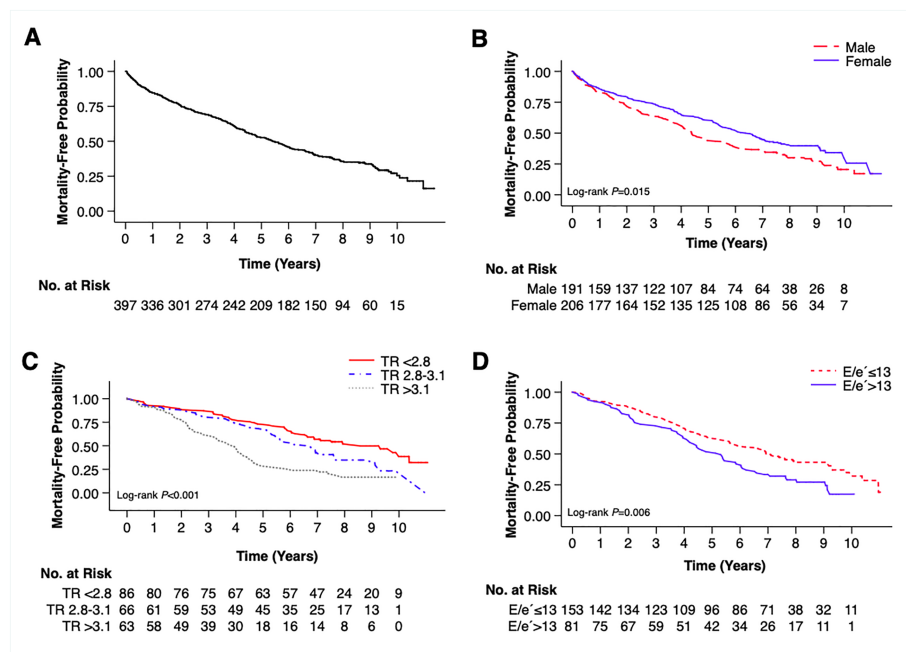 A
Mortality-Free Probability
1.00
0.75
0.50
0.25
0.00
0 1 2 3 4 5 6 7 8 9 10
Time (Years)
No. at Risk
397 336 301 274 242 209 182 150 94 60 15
B
Male
Female
Mortality-Free Probability
1.00
0.75
0.50
0.25
0.00
Log-rank P=0.015
0 1 2 3 4 5 6 7 8 9 10
Time (Years)
No. at Risk
Male 191 159 137 122 107 84 74 64 38 26 8
Female 206 177 164 152 135 125 108 86 56 34 7
C
TR <2.8
TR 2.8-3.1
TR >3.1
Mortality-Free Probability
1.00
0.75
0.50
0.25
0.00
Log-rank P<0.001
0 1 2 3 4 5 6 7 8 9 10
Time (Years)
No. at Risk
TR <2.8 86 80 76 75 67 63 57 47 24 20 9
TR 2.8-3.1 66 61 59 53 49 45 35 25 17 13 1
TR >3.1 63 58 49 39 30 18 16 14 8 6 0
D
E/e´≤13
E/e´>13
Mortality-Free Probability
1.00
0.75
0.50
0.25
0.00
Log-rank P=0.006
0 1 2 3 4 5 6 7 8 9 10
Time (Years)
No. at Risk
E/e´≤13 153 142 134 123 109 96 86 71 38 32 11
E/e´>13 81 75 67 59 51 42 34 26 17 11 1